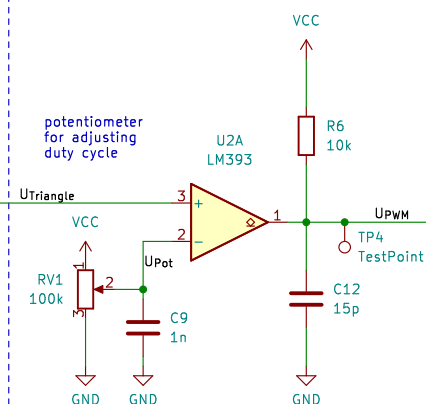 VCC
potentiometer
for adjusting
duty cycle
U2A
LM393
R6
10k
UTriangle
3
+
1
UPWM
VCC
2
−
TP4
TestPoint
UPot
RV1
100k
1
2
3
C9
1n
C12
15p
GND
GND
GND